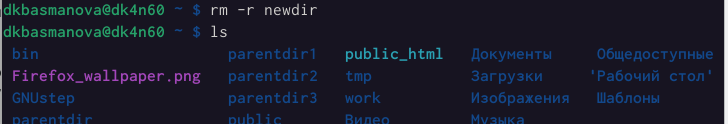 dkbasmanova@dk4n60 ~ $ rm -r newdir
dkbasmanova@dk4n60 ~ $ ls
bin parentdir1 public_html Документы Общедоступные
Firefox_wallpaper.png parentdir2 tmp Загрузки 'Рабочий стол'
GNUstep parentdir3 work Изображения Шаблоны
parentdir public Видео Музыка